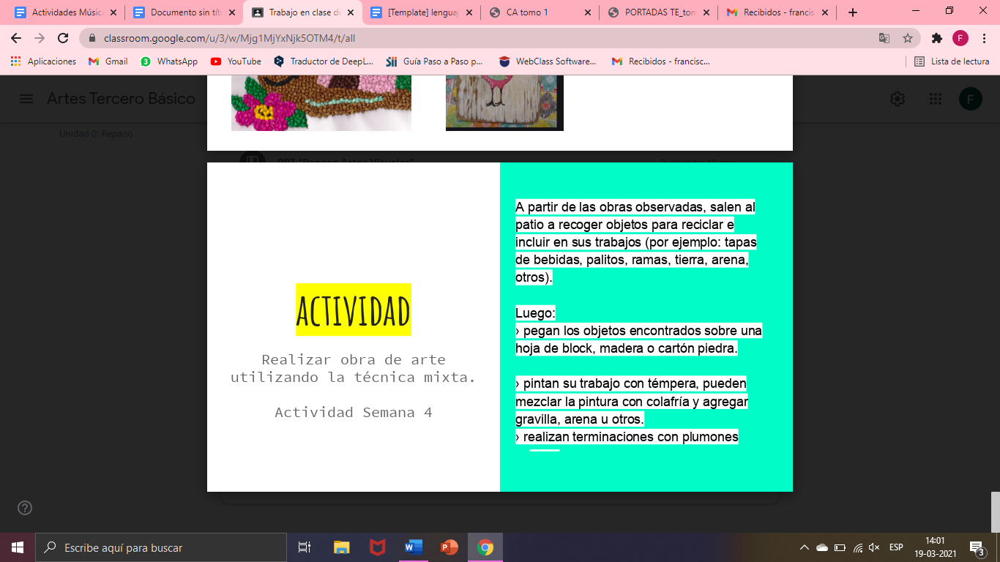 Actividades Músic
Documento sin tít
Trabajo en clase de
[Template] lenguaj
CA tomo 1
PORTADAS TE_tom
Recibidos - francis
classroom.google.com/u/3/w/Mjg1MjYxNjk5OTM4/t/all
F
Aplicaciones
Gmail
WhatsApp
YouTube
Traductor de DeepL...
Guía Paso a Paso p...
WebClass Software...
Recibidos - francisc...
Lista de lectura
Artes Tercero Básico
F
Unidad 0: Repaso
PPT "Repaso Artes Visuales"
ACTIVIDAD
Realizar obra de arte
utilizando la técnica mixta.
Actividad Semana 4
A partir de las obras observadas, salen al
patio a recoger objetos para reciclar e
incluir en sus trabajos (por ejemplo: tapas
de bebidas, palitos, ramas, tierra, arena,
otros).
Luego:
› pegan los objetos encontrados sobre una
hoja de block, madera o cartón piedra.
› pintan su trabajo con témpera, pueden
mezclar la pintura con colafría y agregar
gravilla, arena u otros.
› realizan terminaciones con plumones
Escribe aquí para buscar
ESP
14:01
19-03-2021
3